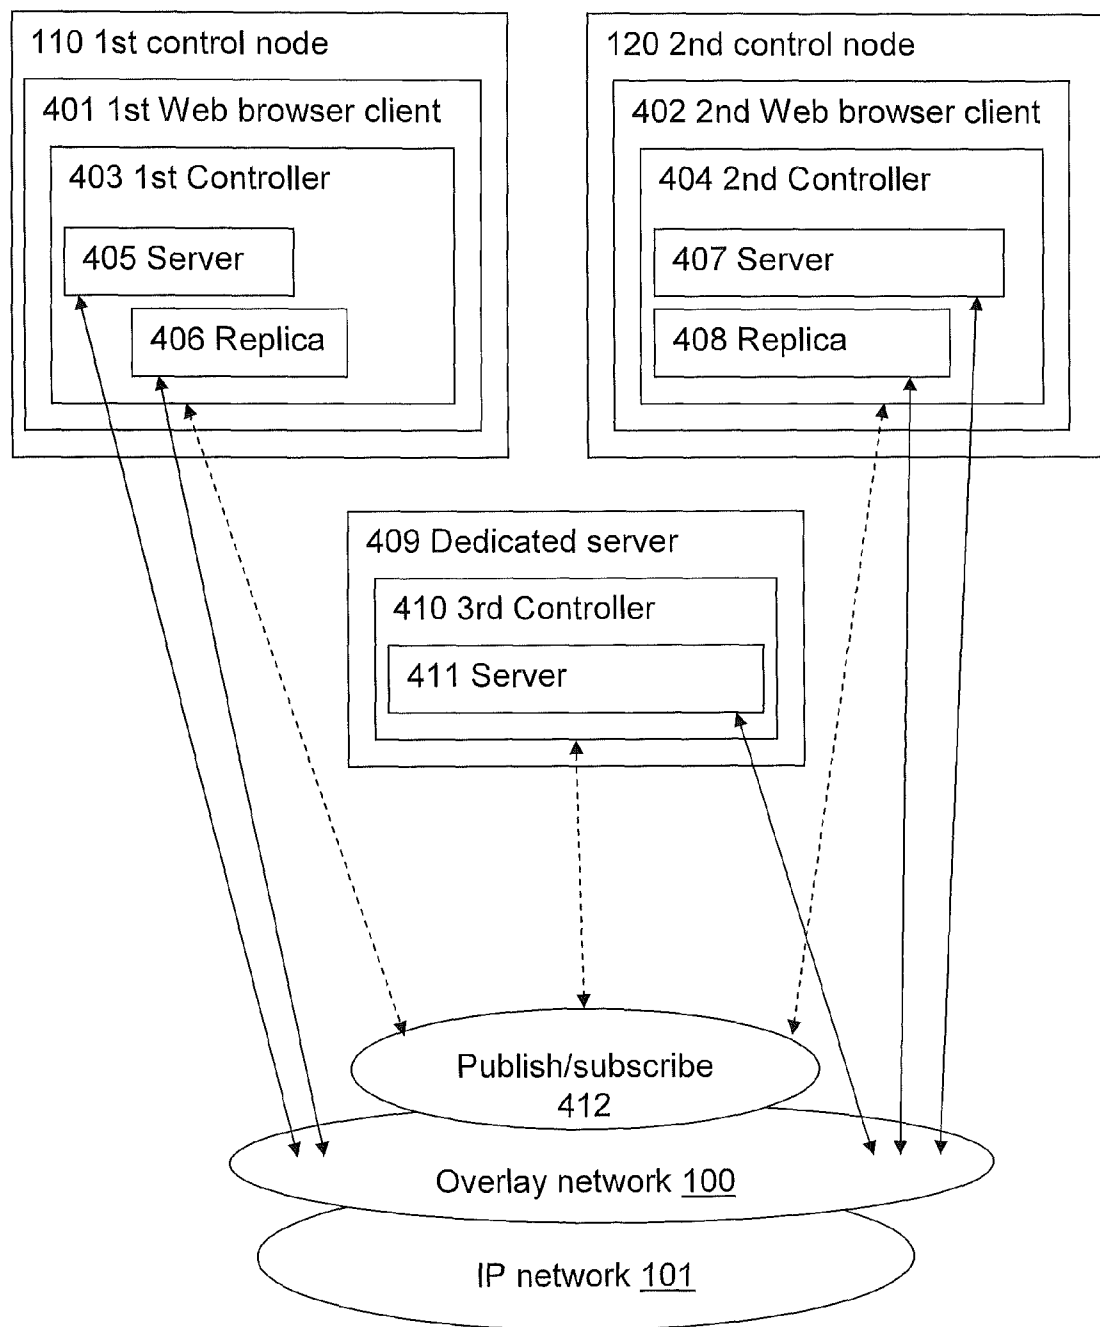 110 1st control node
401 1st Web browser client
403 1st Controller
405 Server
406 Replica
120 2nd control node
402 2nd Web browser client
404 2nd Controller
407 Server
408 Replica
409 Dedicated server
410 3rd Controller
411 Server
Publish/subscribe
412
Overlay network 100
IP network 101